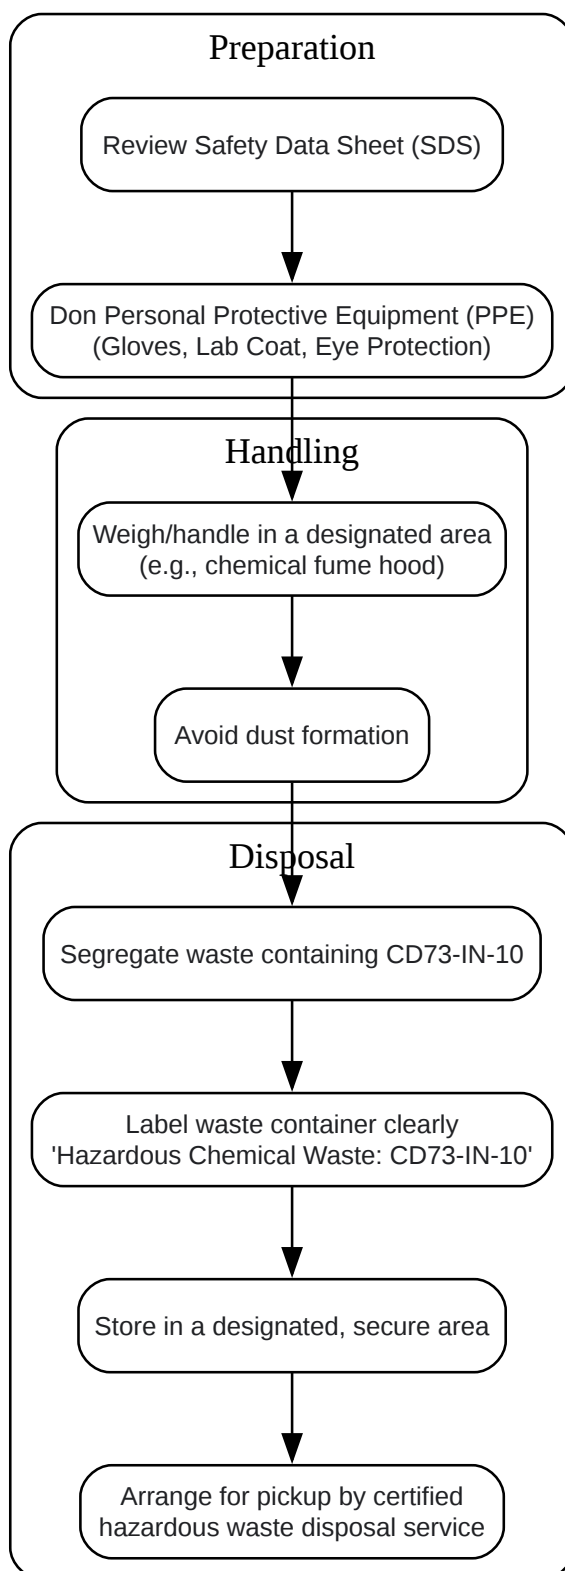 Preparation
Review Safety Data Sheet (SDS)
Don Personal Protective Equipment (PPE)
(Gloves, Lab Coat, Eye Protection)
Handling
Weigh/handle in a designated area
(e.g., chemical fume hood)
Avoid dust formation
Disposal
Segregate waste containing CD73-IN-10
Label waste container clearly
'Hazardous Chemical Waste: CD73-IN-10'
Store in a designated, secure area
Arrange for pickup by certified
hazardous waste disposal service